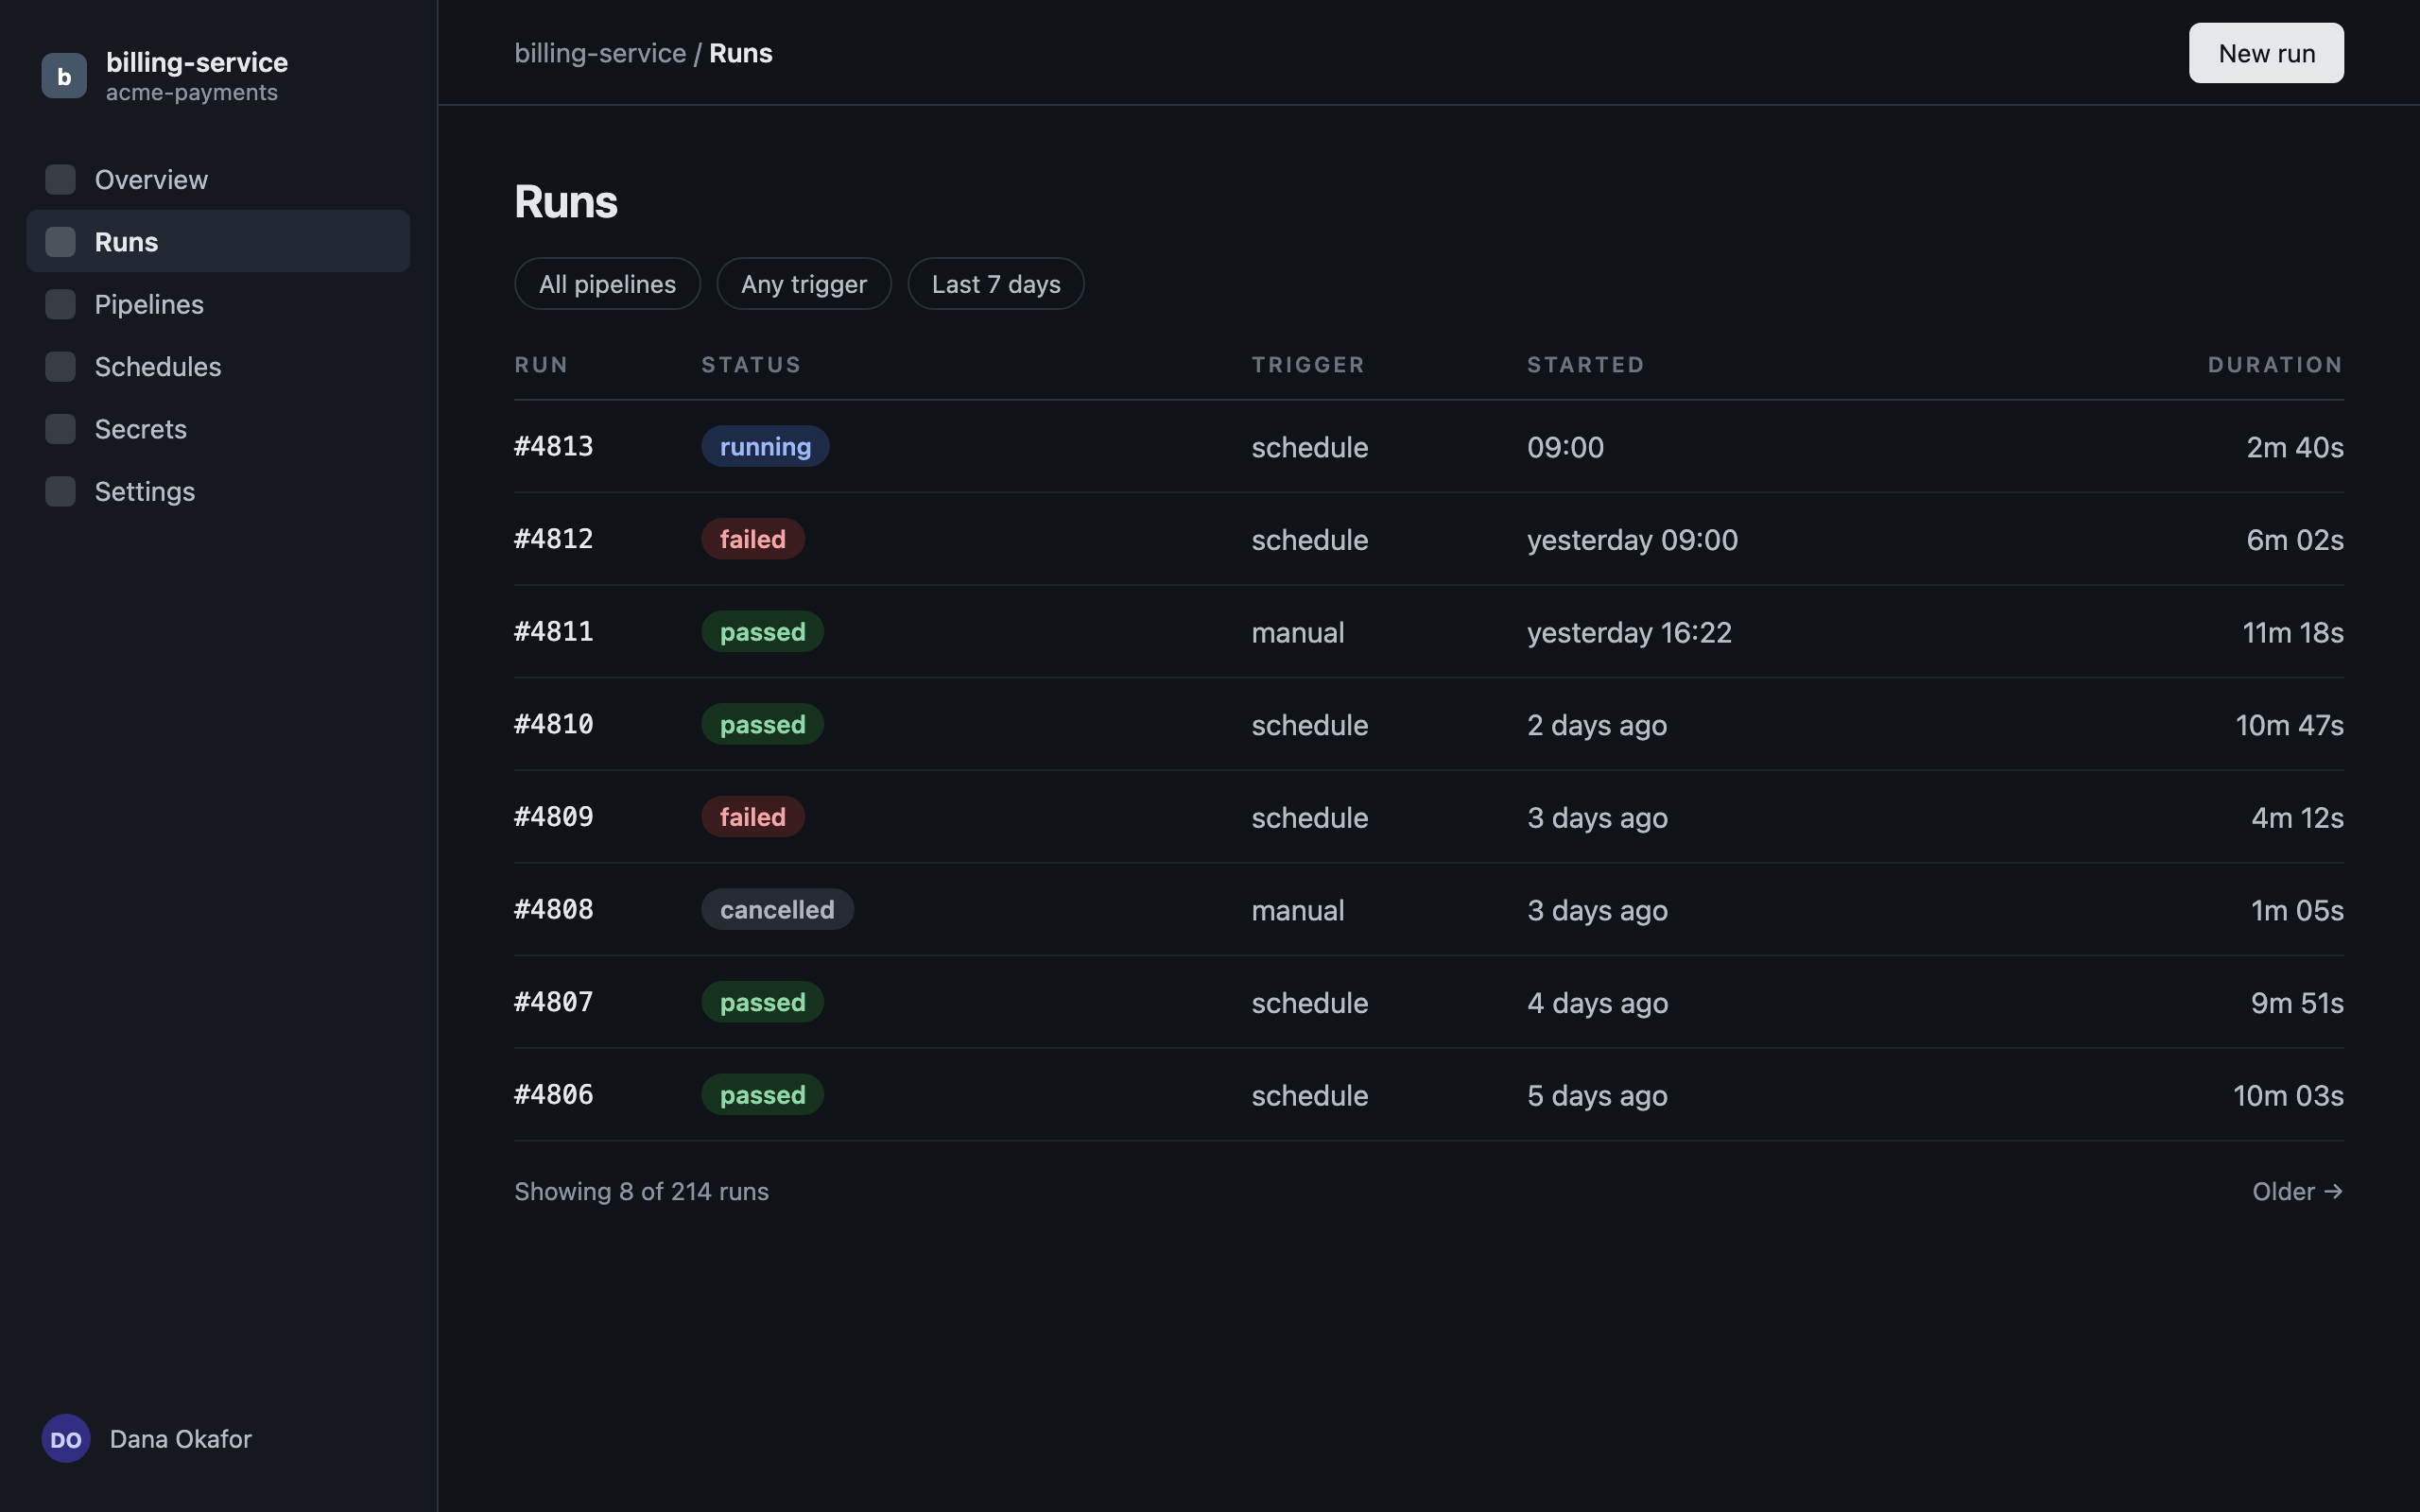 b
billing-service
acme-payments
Overview
Runs
Pipelines
Schedules
Secrets
Settings
DO Dana Okafor
billing-service / Runs
New run
Runs
All pipelines Any trigger Last 7 days
RUN STATUS TRIGGER STARTED DURATION
#4813 running schedule 09:00 2m 40s
#4812 failed schedule yesterday 09:00 6m 02s
#4811 passed manual yesterday 16:22 11m 18s
#4810 passed schedule 2 days ago 10m 47s
#4809 failed schedule 3 days ago 4m 12s
#4808 cancelled manual 3 days ago 1m 05s
#4807 passed schedule 4 days ago 9m 51s
#4806 passed schedule 5 days ago 10m 03s
Showing 8 of 214 runs Older →